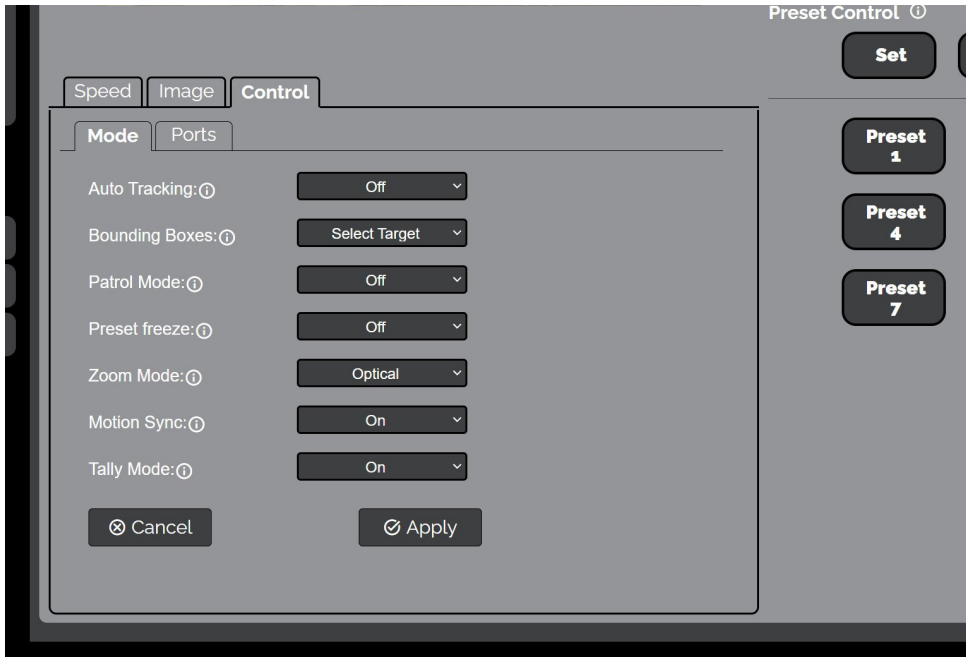 Preset Control
Set
Speed Image Control
Mode Ports
Preset
1
Auto Tracking: Off
Preset
4
Bounding Boxes: Select Target
Patrol Mode: Off
Preset
7
Preset freeze: Off
Zoom Mode: Optical
Motion Sync: On
Tally Mode: On
Cancel Apply